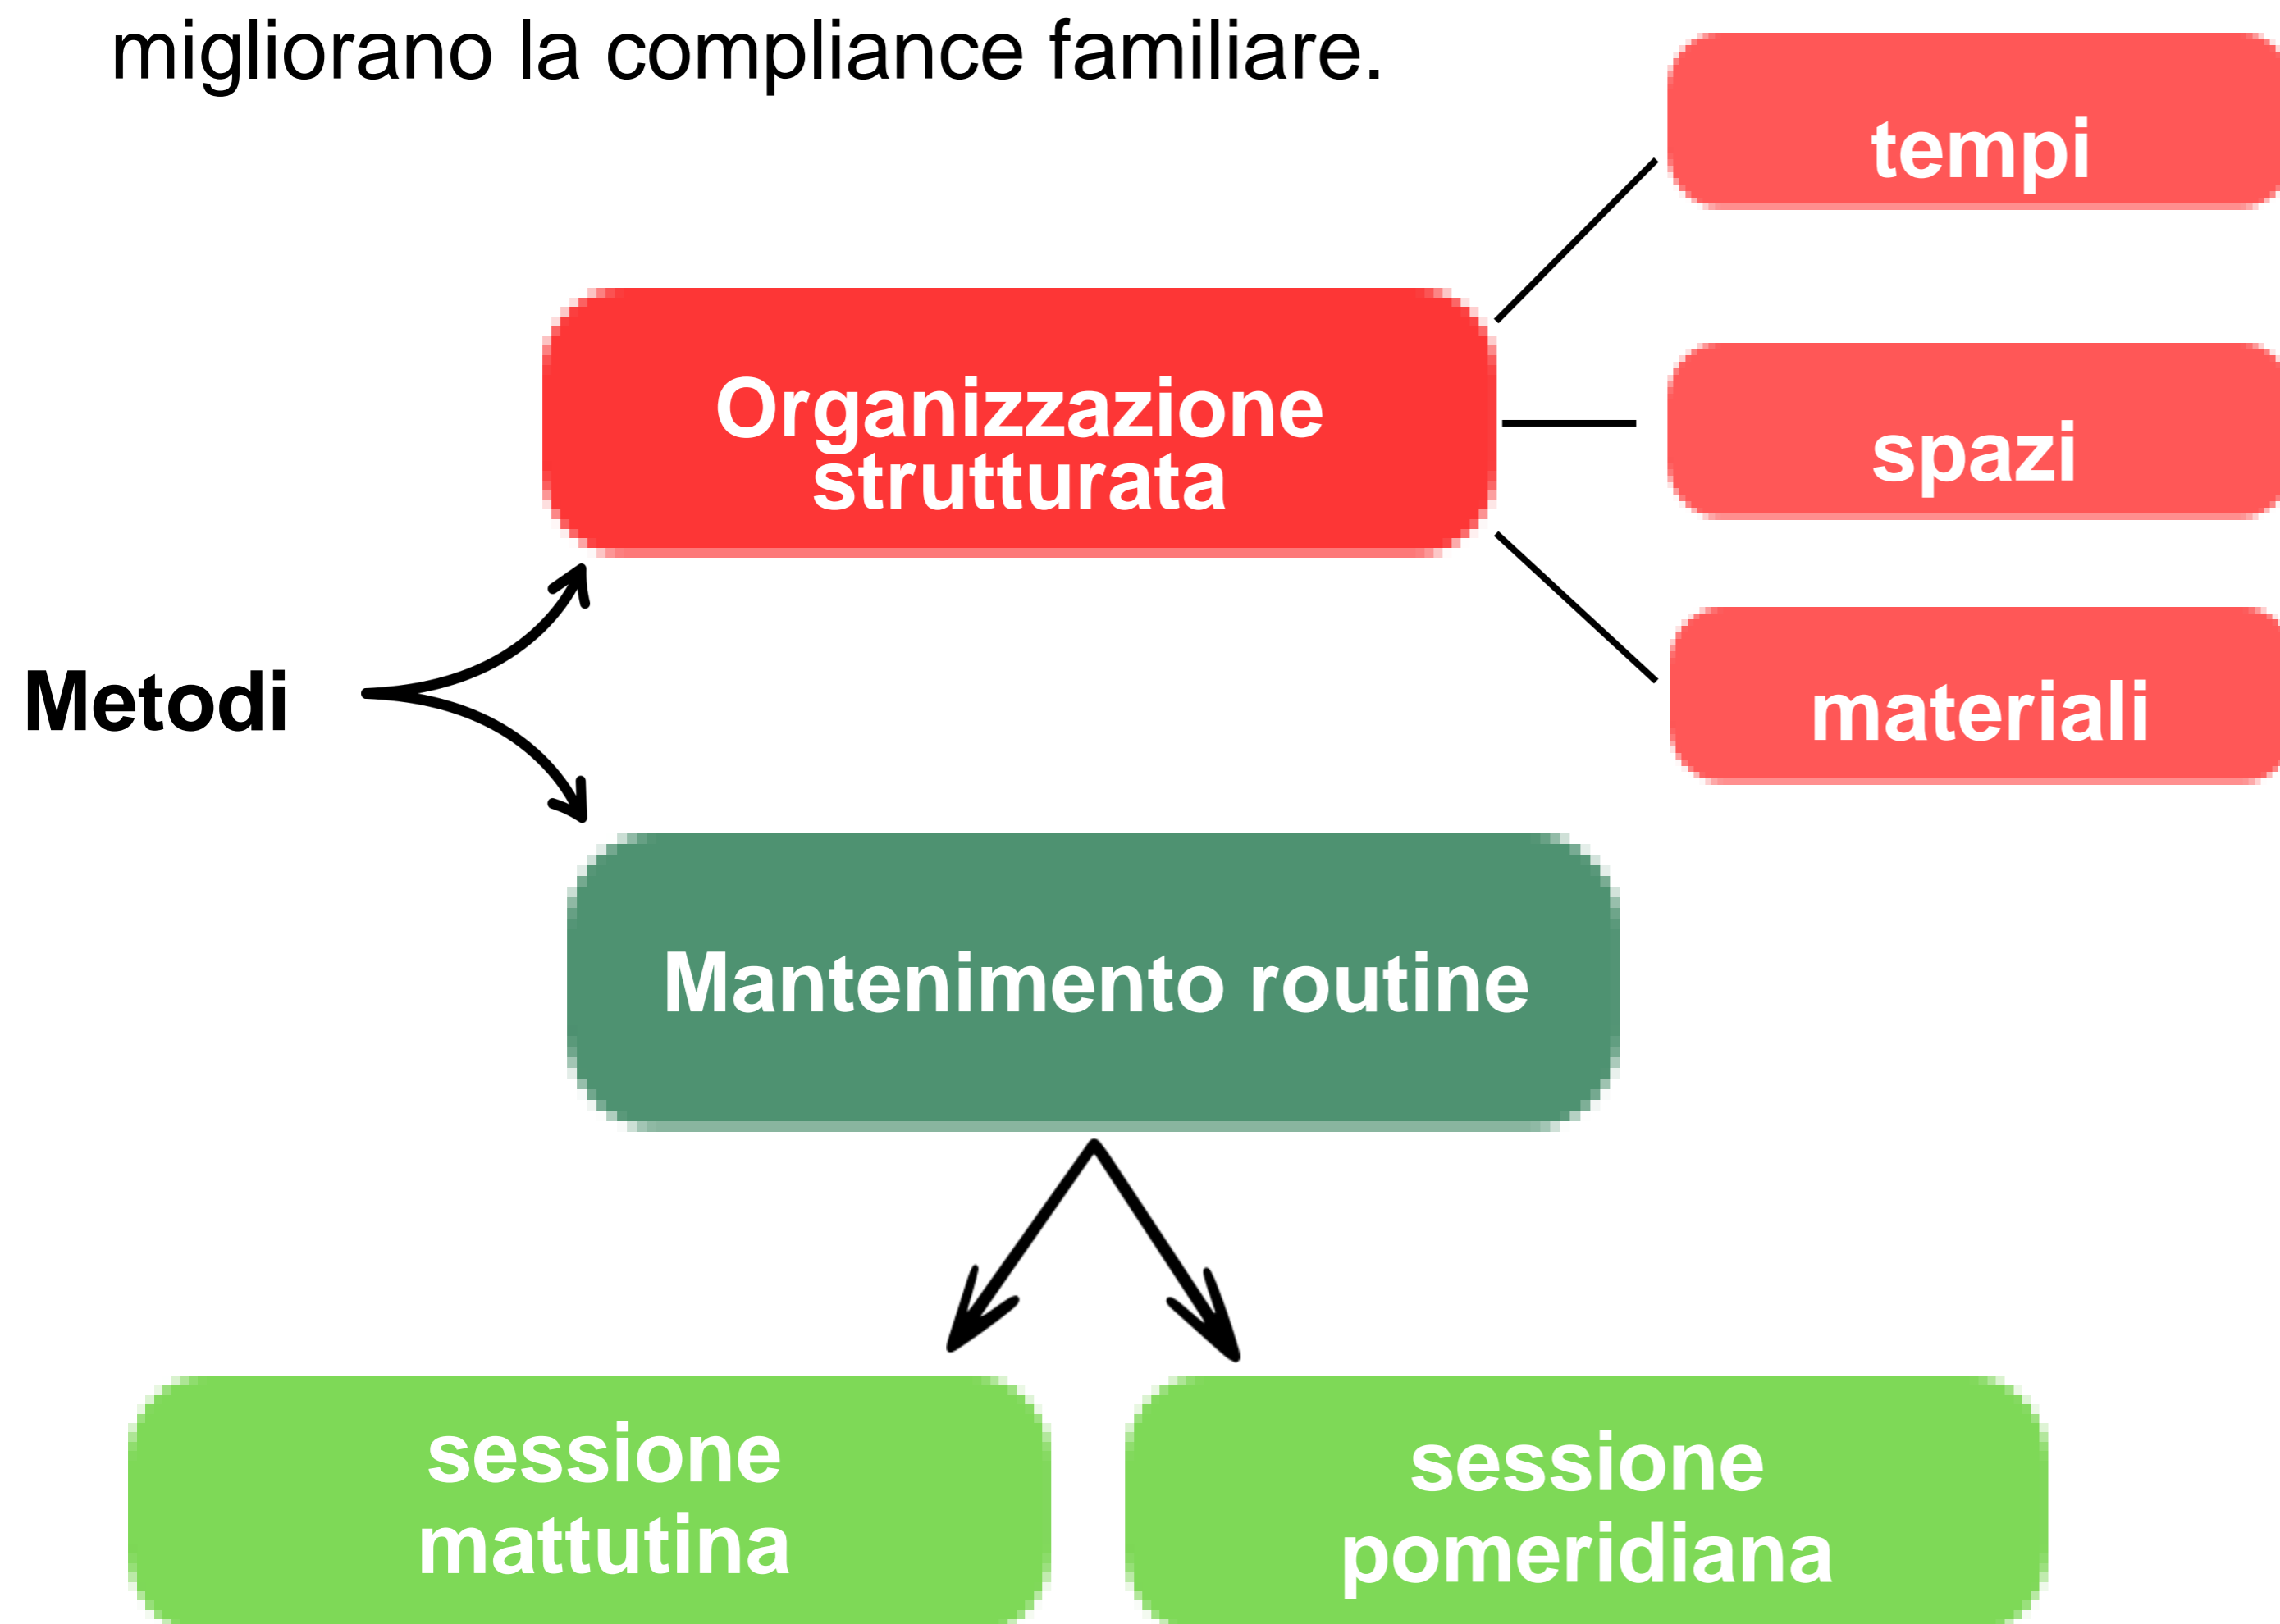 migliorano la compliance familiare.
tempi
Organizzazione
strutturata
spazi
Metodi
materiali
Mantenimento routine
sessione
mattutina
sessione
pomeridiana